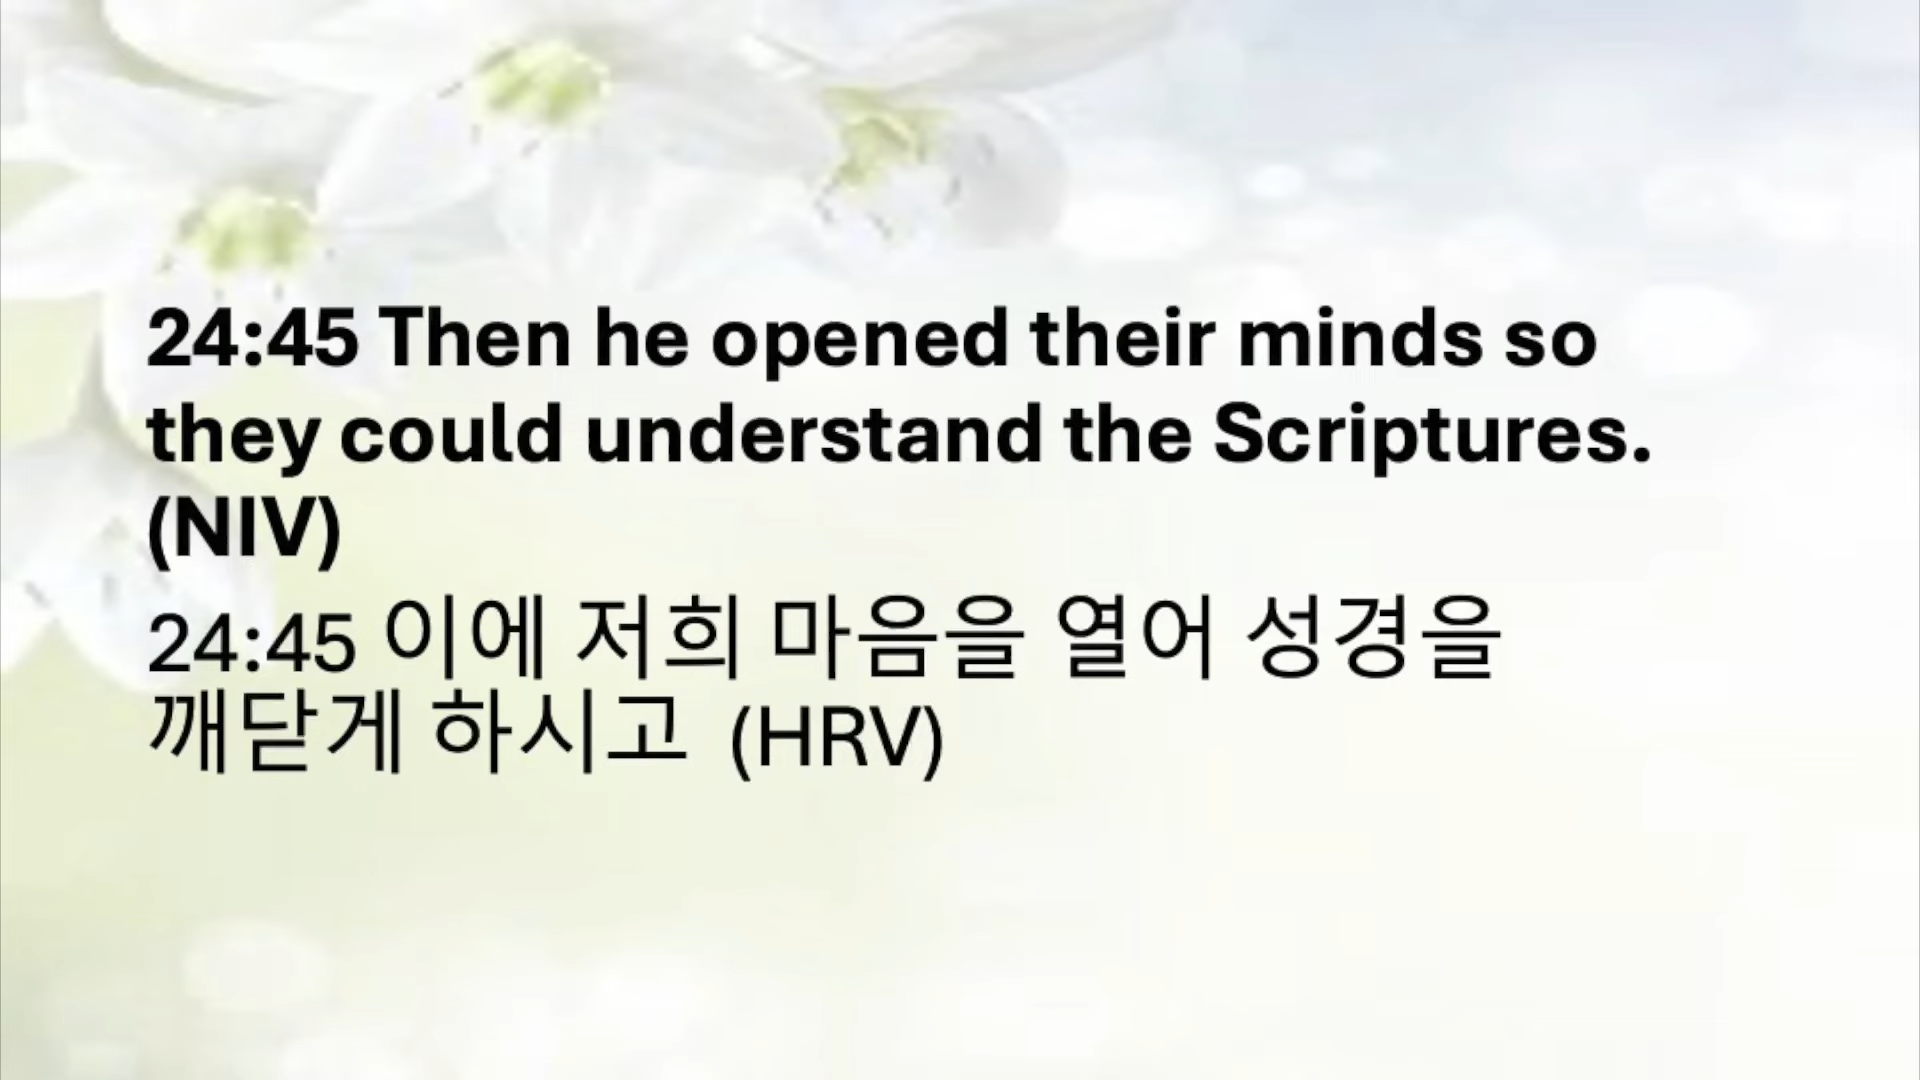 24:45 Then he opened their minds so
they could understand the Scriptures.
(NIV)
24:45 이에 저희 마음을 열어 성경을
깨닫게 하시고 (HRV)